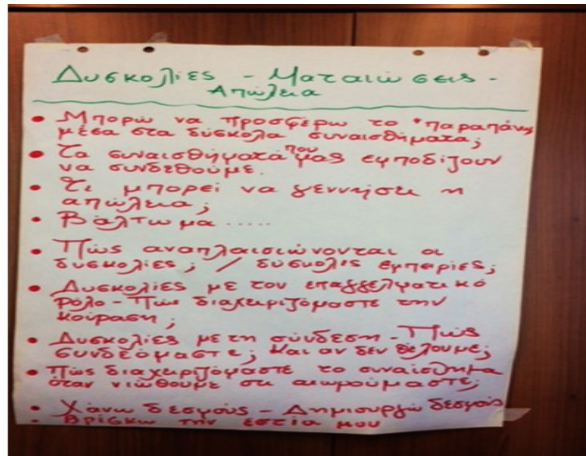 Δυσκολίες - Ματαιώσεις -
Απώλεια
• Μπορώ να προσφέρω το "παραπάνω"
μέσα στα δύσκολα συναισθήματα;
• Τα συναισθήματα που μας εμποδίζουν
να συνδεθούμε.
• Τι μπορεί να γεννήσει η
απώλεια;
• Βάλτωμα .....
• Πώς αναπλαισιώνονται οι
δυσκολίες; / δύσκολες εμπειρίες;
• Δυσκολίες με τον επαγγελματικό
ρόλο - Πώς διαχειριζόμαστε την
κούραση;
• Δυσκολίες με τη σύνδεση - Πώς
συνδεόμαστε; Και αν δεν θέλουμε;
• Πώς διαχειριζόμαστε το συναίσθημα
όταν νιώθουμε ότι αιωρούμαστε;
• Χάνω δεσμούς - Δημιουργώ δεσμούς
• Βρίσκω την εστία μου